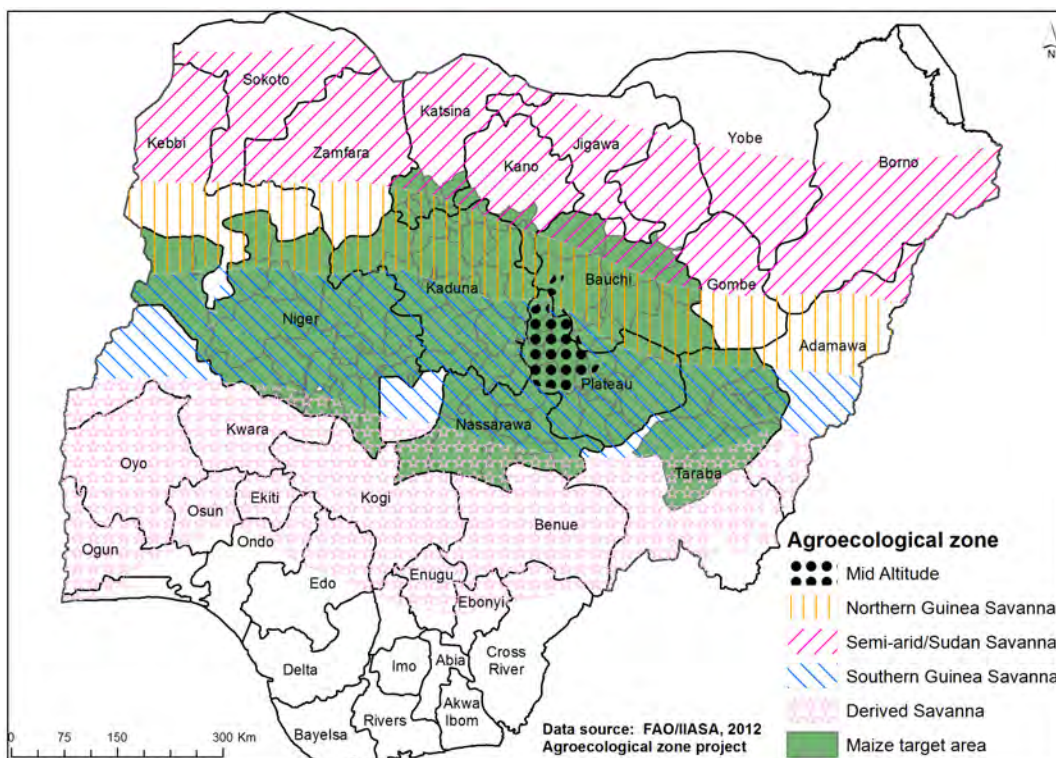 N
Sokoto
Katsina
Kebbi
Zamfara
Jigawa
Kano
Yobe
Borno
Kaduna
Bauchi
Gombe
Niger
Adamawa
Plateau
Nassarawa
Kwara
Oyo
Taraba
Kogi
Ekiti
Osun
Benue
Ondo
Ogun
Enugu
Edo
Ebonyi
Delta
Imo
Abia
Cross
River
Akwa
Ibom
Rivers
Bayelsa
Agroecological zone
Mid Altitude
Northern Guinea Savanna
Semi-arid/Sudan Savanna
Southern Guinea Savanna
Derived Savanna
Maize target area
Data source: FAO/IIASA, 2012
Agroecological zone project
0 75 150 300 Km